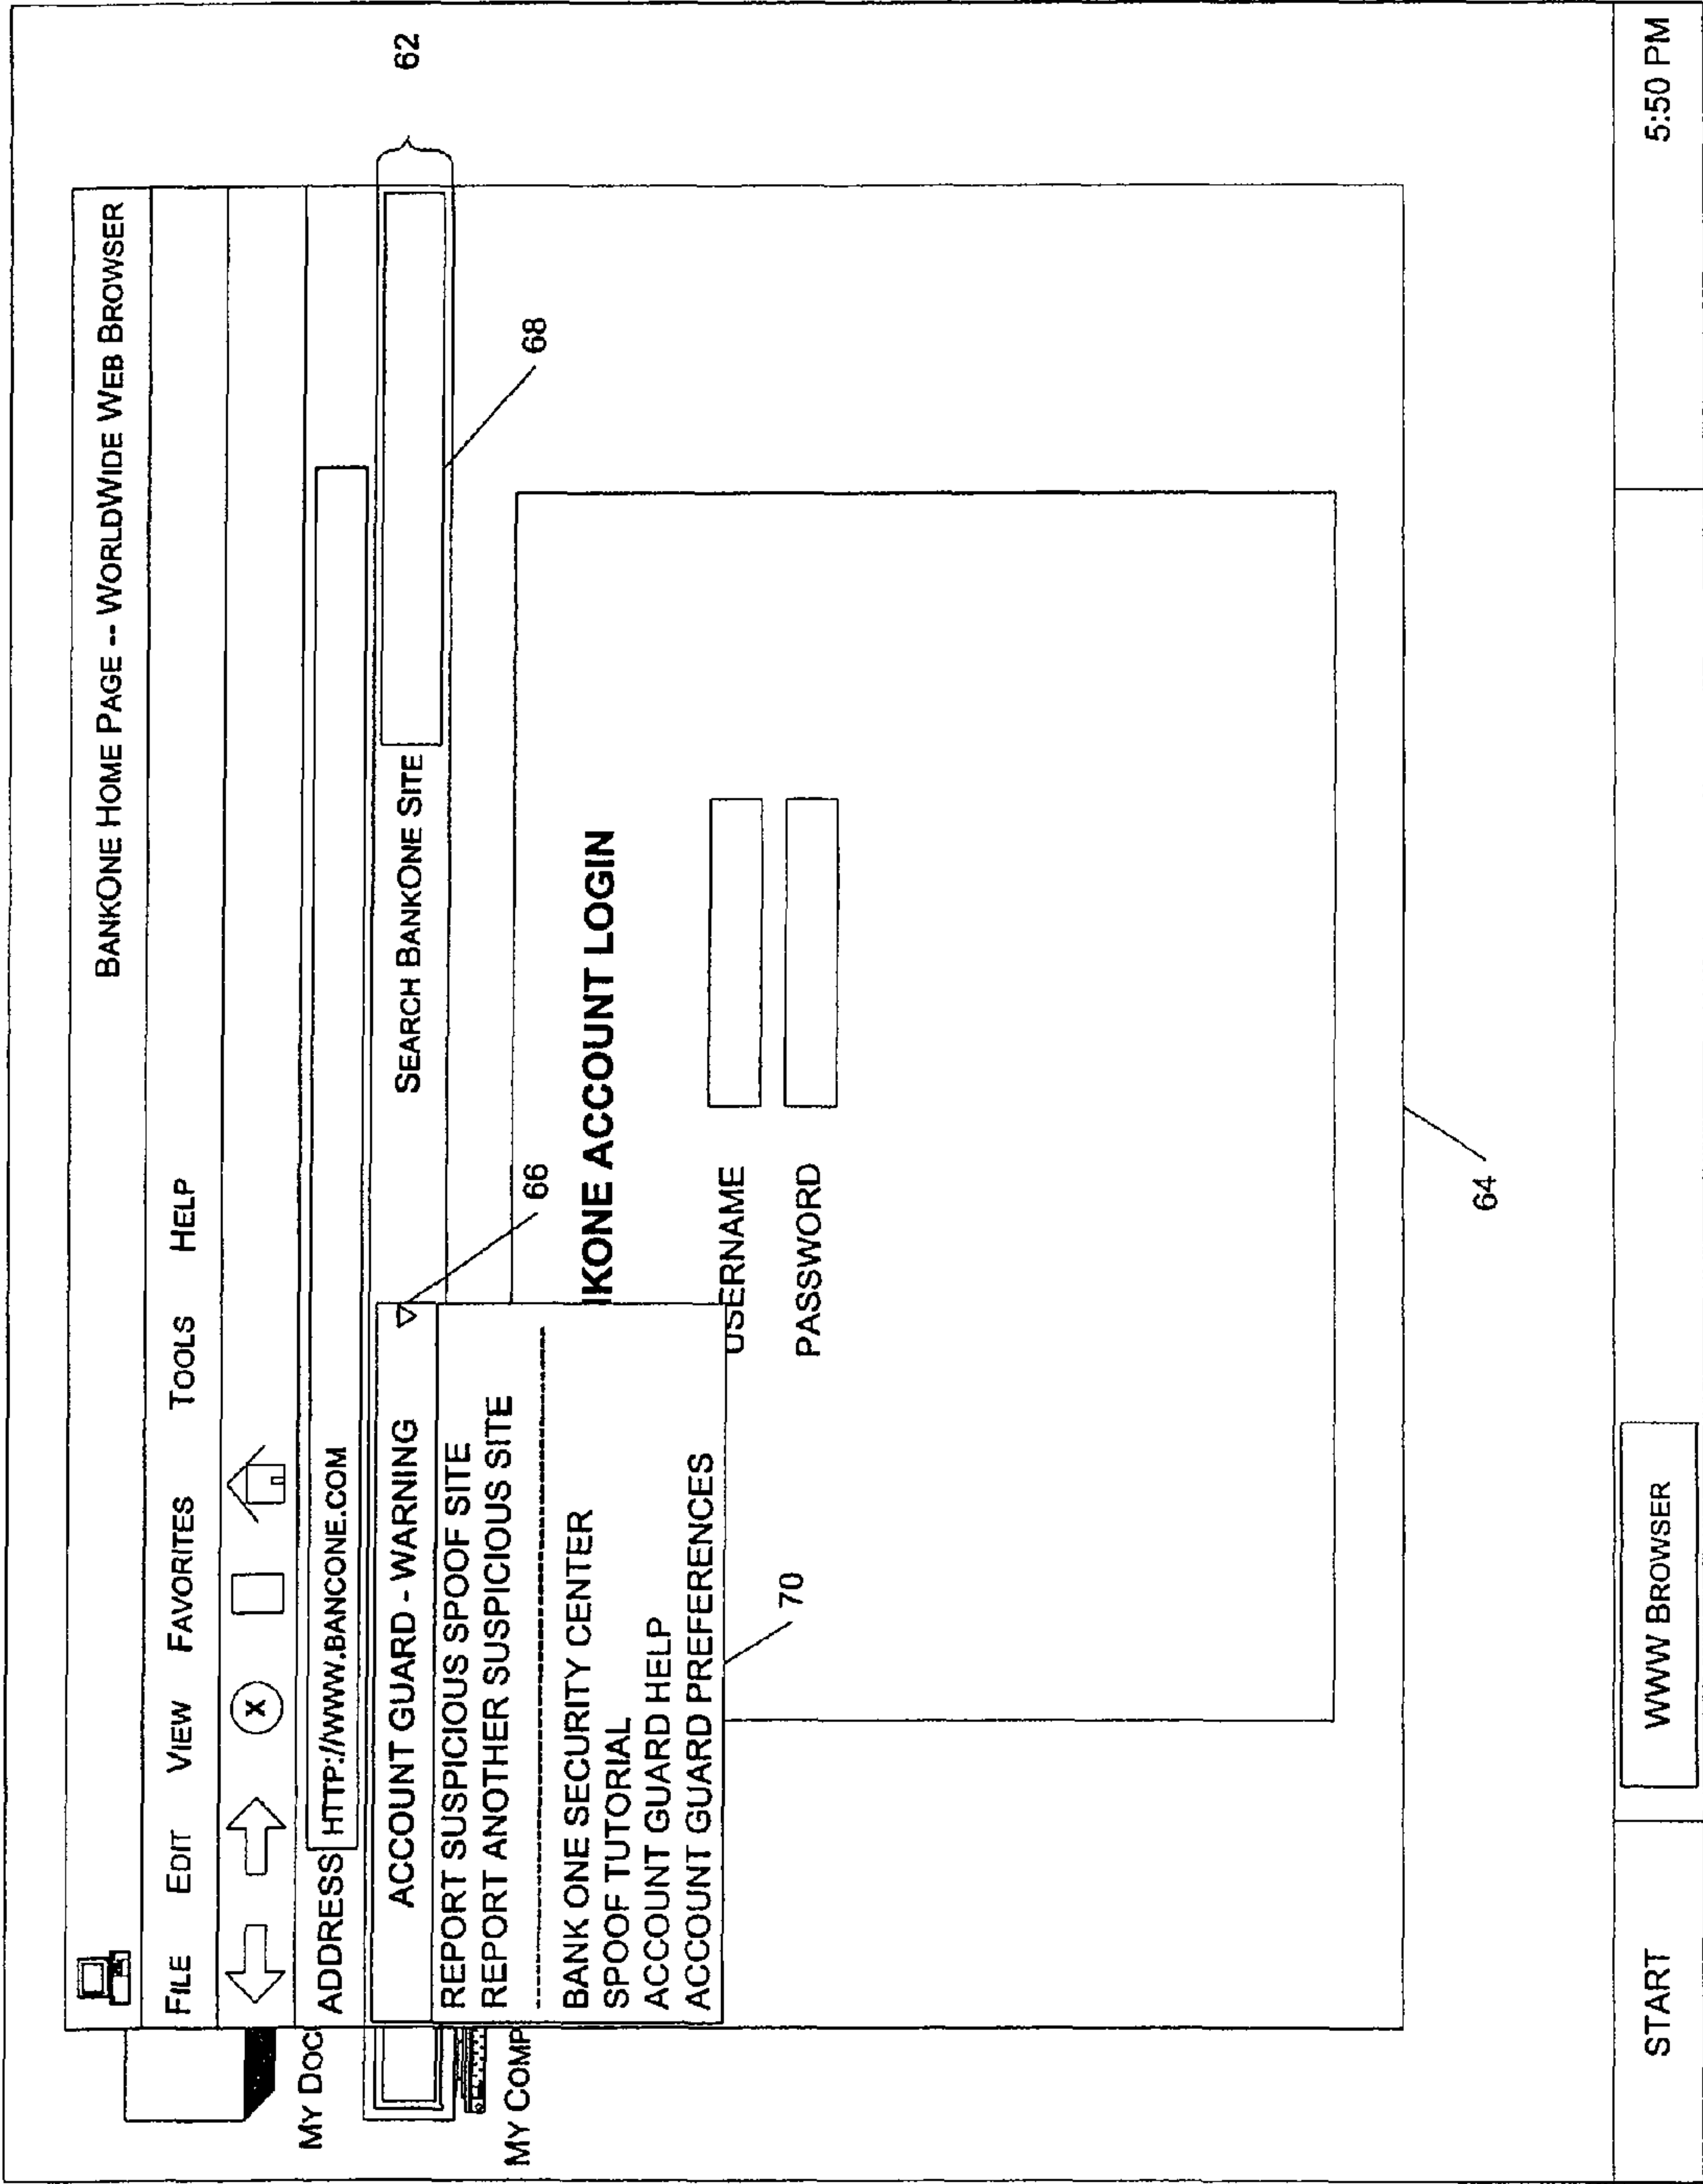 BANKONE HOME PAGE -- WORLDWIDE WEB BROWSER
FILE EDIT VIEW FAVORITES TOOLS HELP
X
ADDRESS HTTP://WWW.BANCONE.COM
MY DOC
ACCOUNT GUARD - WARNING
SEARCH BANKONE SITE
62
REPORT SUSPICIOUS SPOOF SITE
REPORT ANOTHER SUSPICIOUS SITE
--------------------------------
MY COMP
66
68
BANK ONE SECURITY CENTER
SPOOF TUTORIAL
ACCOUNT GUARD HELP
ACCOUNT GUARD PREFERENCES
IKONE ACCOUNT LOGIN
USERNAME
PASSWORD
70
64
START
WWW BROWSER
5:50 PM